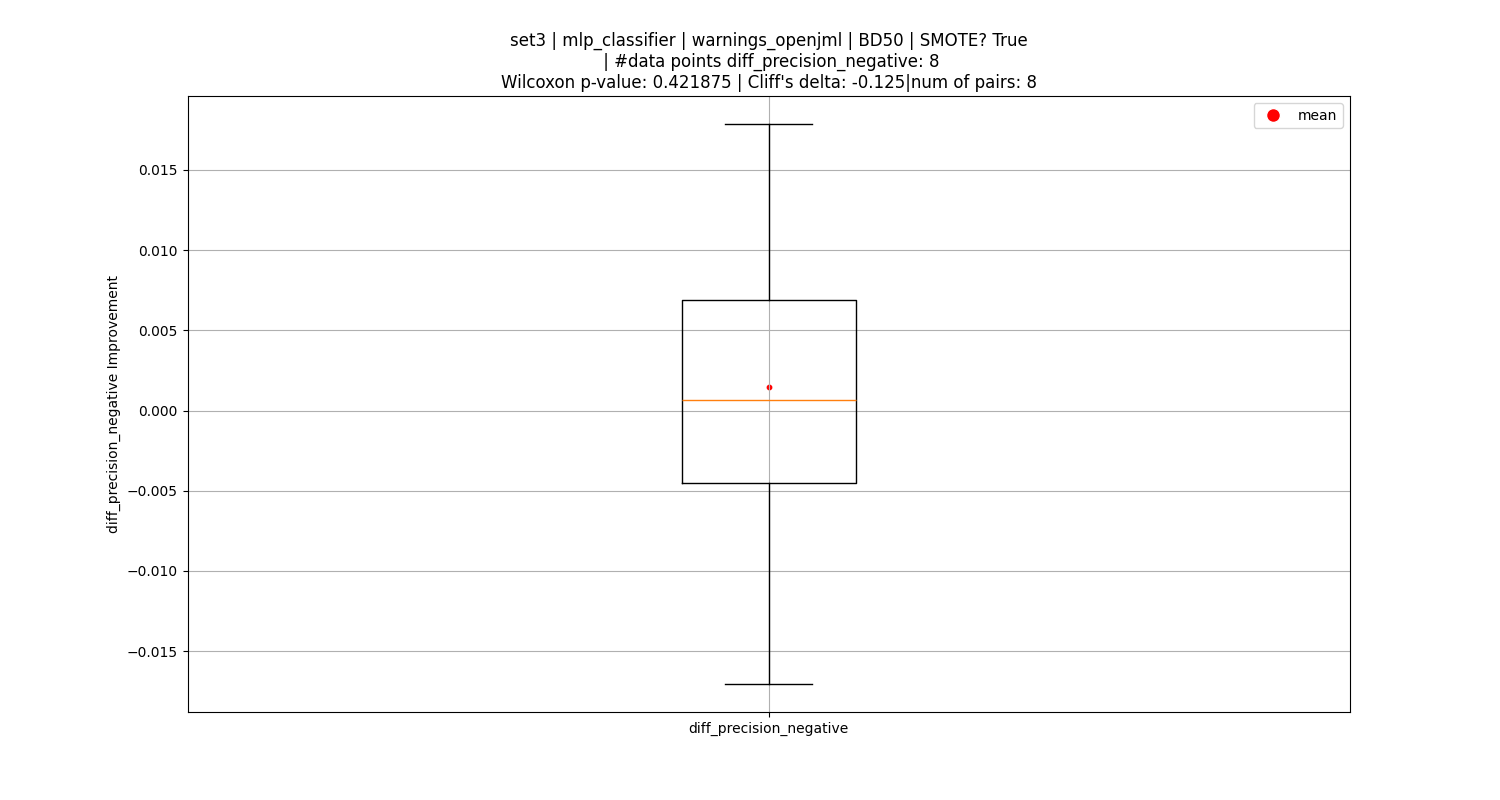 set3 | mlp_classifier | warnings_openjml | BD50 | SMOTE? True
| #data points diff_precision_negative: 8
Wilcoxon p-value: 0.421875 | Cliff's delta: -0.125|num of pairs: 8
mean
0.015
0.010
0.005
0.000
−0.005
−0.010
−0.015
diff_precision_negative Improvement
diff_precision_negative